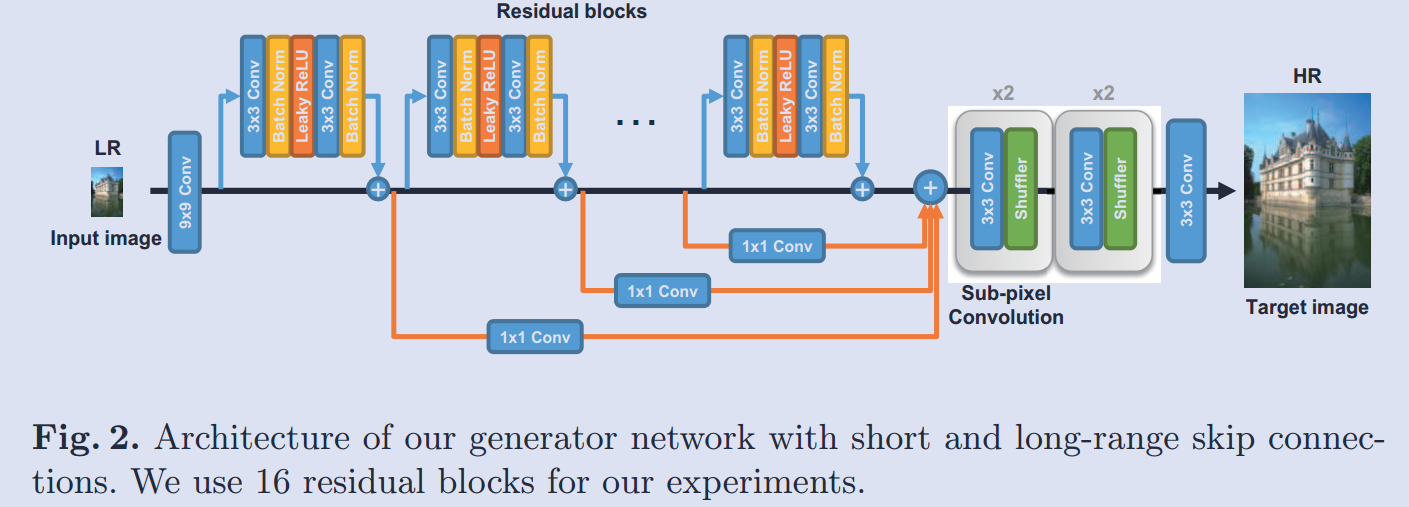 Residual blocks
3x3 Conv
Batch Norm
Leaky ReLU
3x3 Conv
Batch Norm
3x3 Conv
Batch Norm
Leaky ReLU
3x3 Conv
Batch Norm
...
3x3 Conv
Batch Norm
Leaky ReLU
3x3 Conv
Batch Norm
LR
Input image
9x9 Conv
+
+
+
+
1x1 Conv
1x1 Conv
1x1 Conv
x2
x2
3x3 Conv
Shuffler
3x3 Conv
Shuffler
Sub-pixel
Convolution
3x3 Conv
HR
Target image
Fig. 2. Architecture of our generator network with short and long-range skip connec-
tions. We use 16 residual blocks for our experiments.